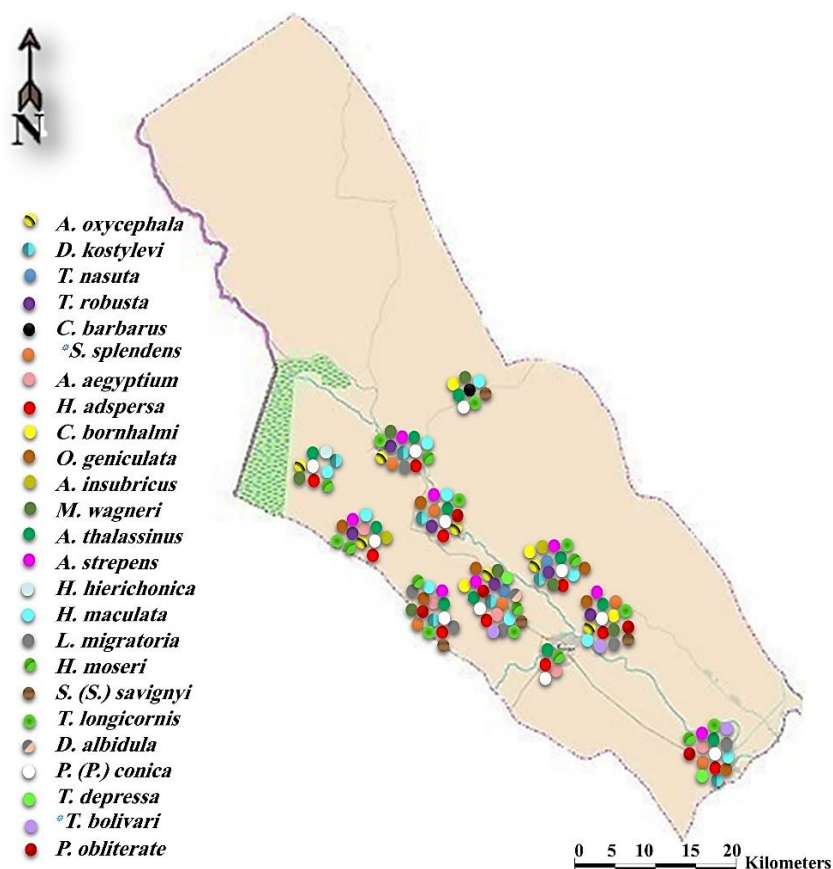 N
A. oxycephala
D. kostylevi
T. nasuta
T. robusta
C. barbarus
*S. splendens
A. aegyptium
H. adspersa
C. bornhalmi
O. geniculata
A. insubricus
M. wagneri
A. thalassinus
A. strepens
H. hierichonica
H. maculata
L. migratoria
H. moseri
S. (S.) savignyi
T. longicornis
D. albidula
P. (P.) conica
T. depressa
*T. bolivari
P. obliterate
0 5 10 15 20
Kilometers